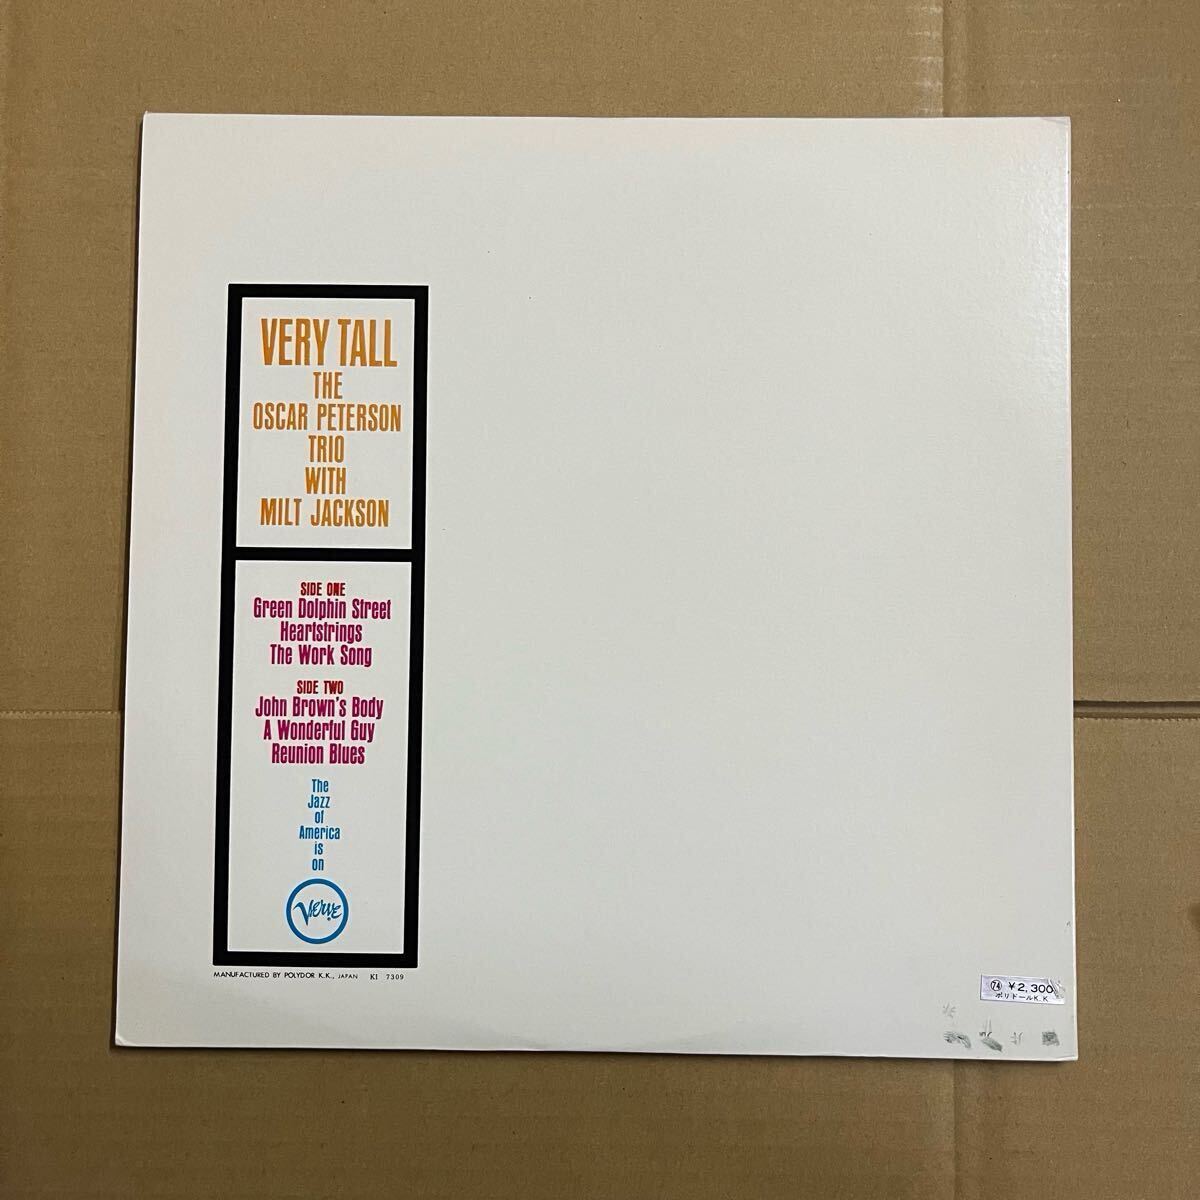 VERY TALL
THE
OSCAR PETERSON
TRIO
WITH
MILT JACKSON
SIDE ONE
Green Dolphin Street
Heartstrings
The Work Song
SIDE TWO
John Brown's Body
A Wonderful Guy
Reunion Blues
The
Jazz
of
America
is
on
Verve
MANUFACTURED BY POLYDOR K.K., JAPAN KI 7309
㊔ ¥2,300
ポリドールK.K